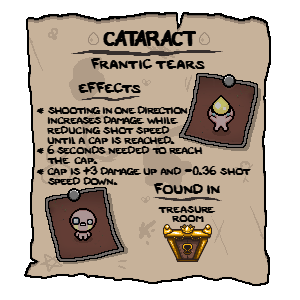 CATARACT
FRANTIC TEARS
EFFECTS
* SHOOTING IN ONE DIRECTION
INCREASES DAMAGE WHILE
REDUCING SHOT SPEED
UNTIL A CAP IS REACHED.
* 6 SECONDS NEEDED TO REACH
THE CAP.
* CAP IS +3 DAMAGE UP AND -0.36 SHOT
SPEED DOWN.
FOUND IN
TREASURE
ROOM